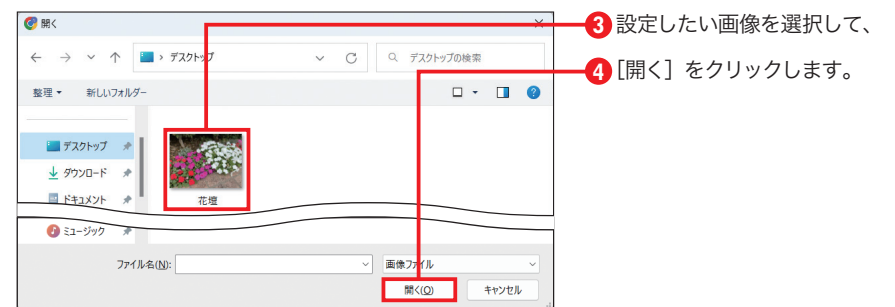 開く
デスクトップ
デスクトップの検索
整理
新しいフォルダー
デスクトップ
ダウンロード
ドキュメント
ミュージック
花壇
ファイル名(N):
画像ファイル
開く(O)
キャンセル
3 設定したい画像を選択して、
4 [開く] をクリックします。